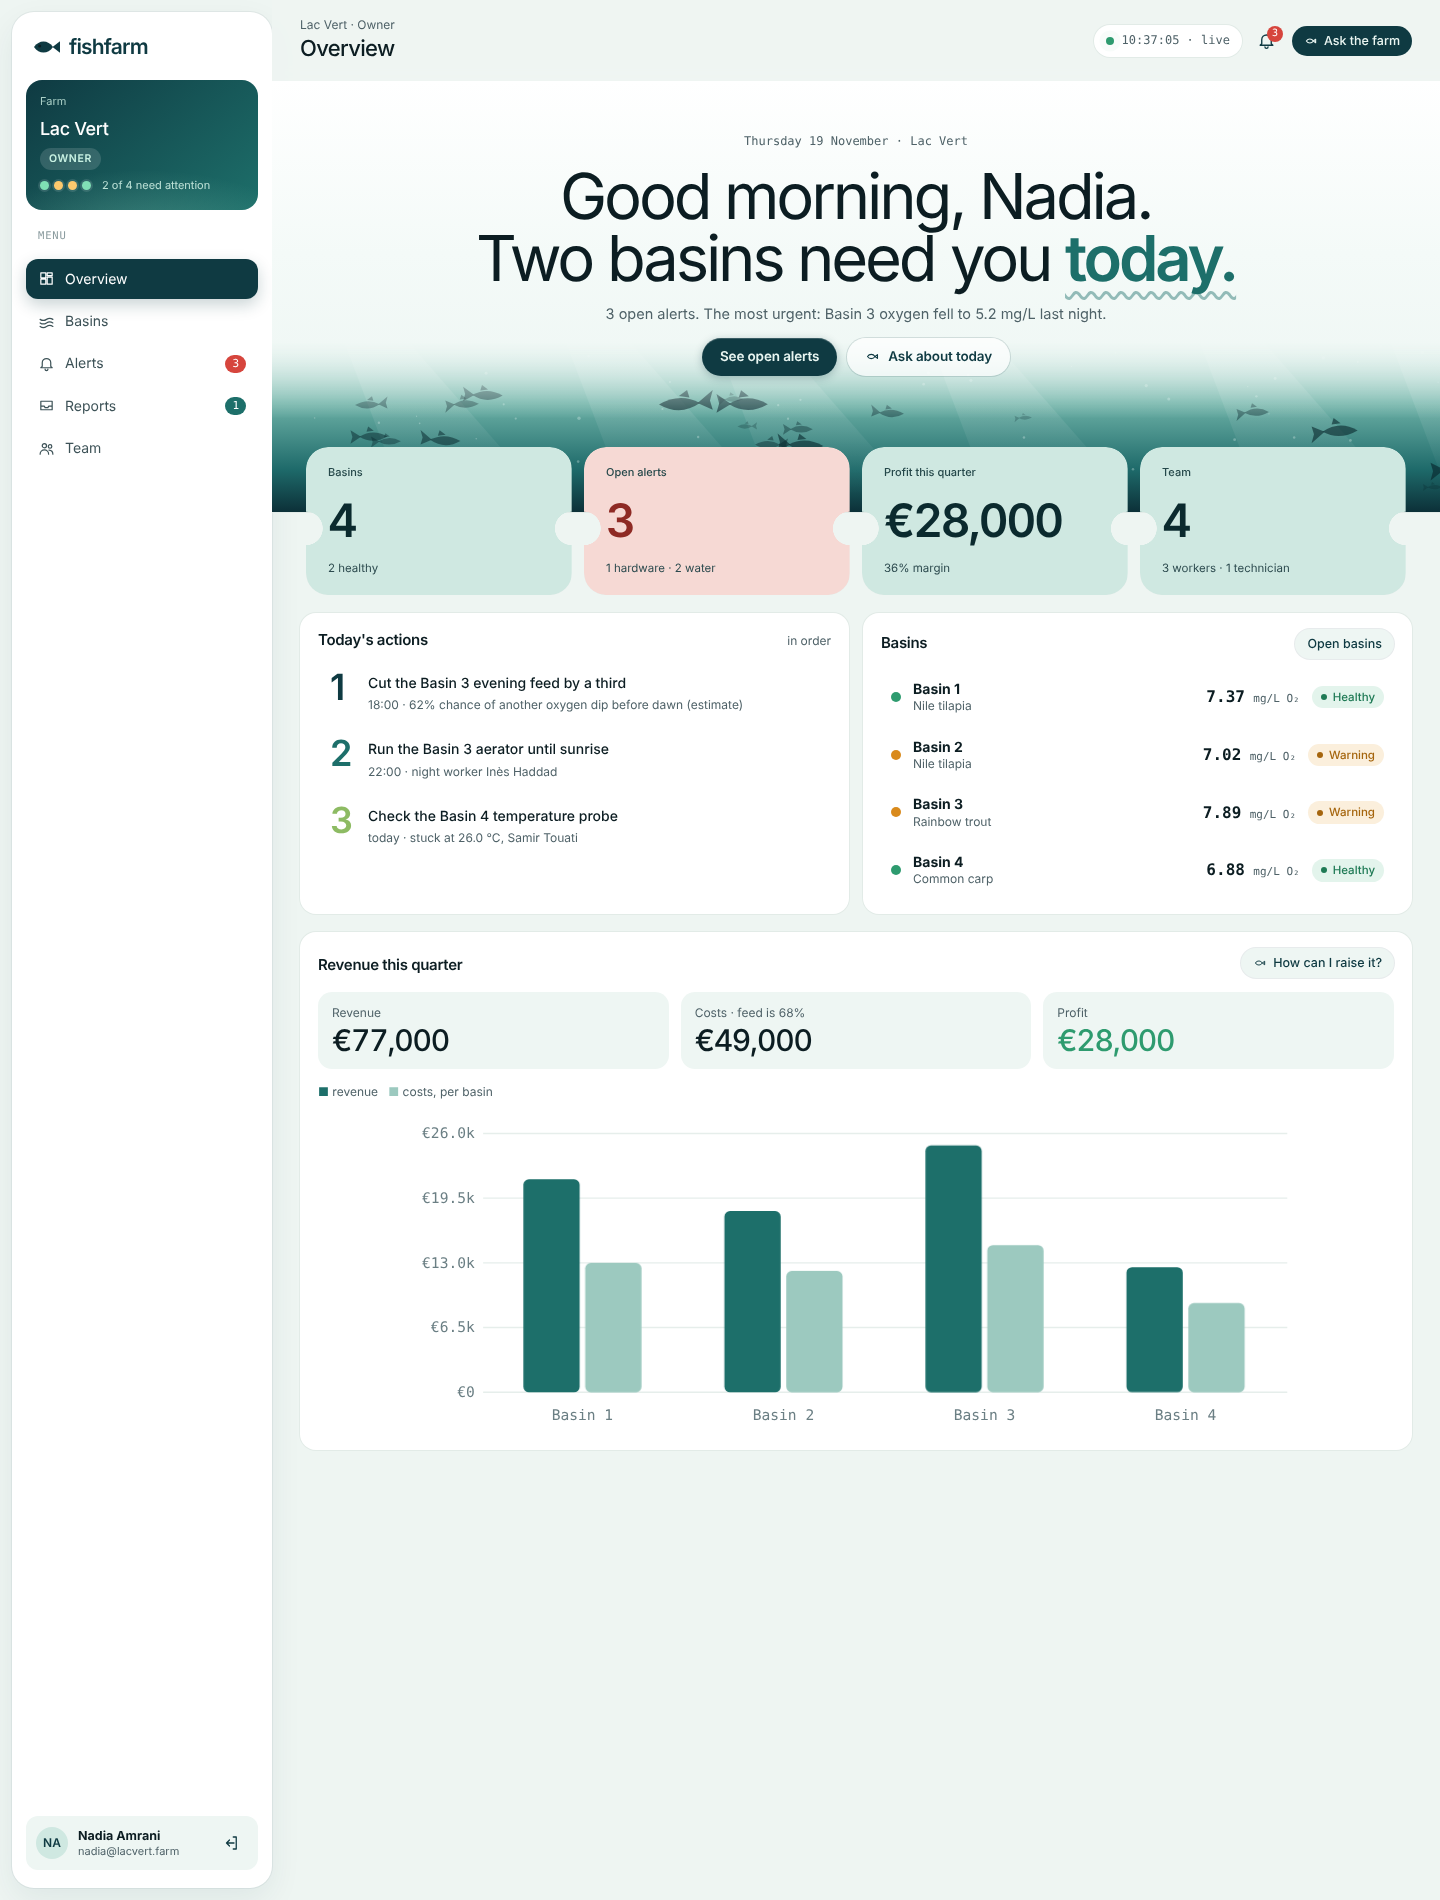 fishfarm
Farm
Lac Vert
OWNER
2 of 4 need attention
MENU
Overview
Basins
Alerts 3
Reports 1
Team
Nadia Amrani
NA
nadia@lacvert.farm
Lac Vert · Owner
Overview
10:37:05 · live
3
Ask the farm
Thursday 19 November · Lac Vert
Good morning, Nadia.
Two basins need you today.
3 open alerts. The most urgent: Basin 3 oxygen fell to 5.2 mg/L last night.
See open alerts
Ask about today
Basins
4
2 healthy
Open alerts
3
1 hardware · 2 water
Profit this quarter
€28,000
36% margin
Team
4
3 workers · 1 technician
Today's actions
in order
1
Cut the Basin 3 evening feed by a third
18:00 · 62% chance of another oxygen dip before dawn (estimate)
2
Run the Basin 3 aerator until sunrise
22:00 · night worker Inès Haddad
3
Check the Basin 4 temperature probe
today · stuck at 26.0 °C, Samir Touati
Basins
Open basins
Basin 1
Nile tilapia
7.37 mg/L O₂
Healthy
Basin 2
Nile tilapia
7.02 mg/L O₂
Warning
Basin 3
Rainbow trout
7.89 mg/L O₂
Warning
Basin 4
Common carp
6.88 mg/L O₂
Healthy
Revenue this quarter
How can I raise it?
Revenue
€77,000
Costs · feed is 68%
€49,000
Profit
€28,000
revenue
costs, per basin
€26.0k
€19.5k
€13.0k
€6.5k
€0
Basin 1
Basin 2
Basin 3
Basin 4